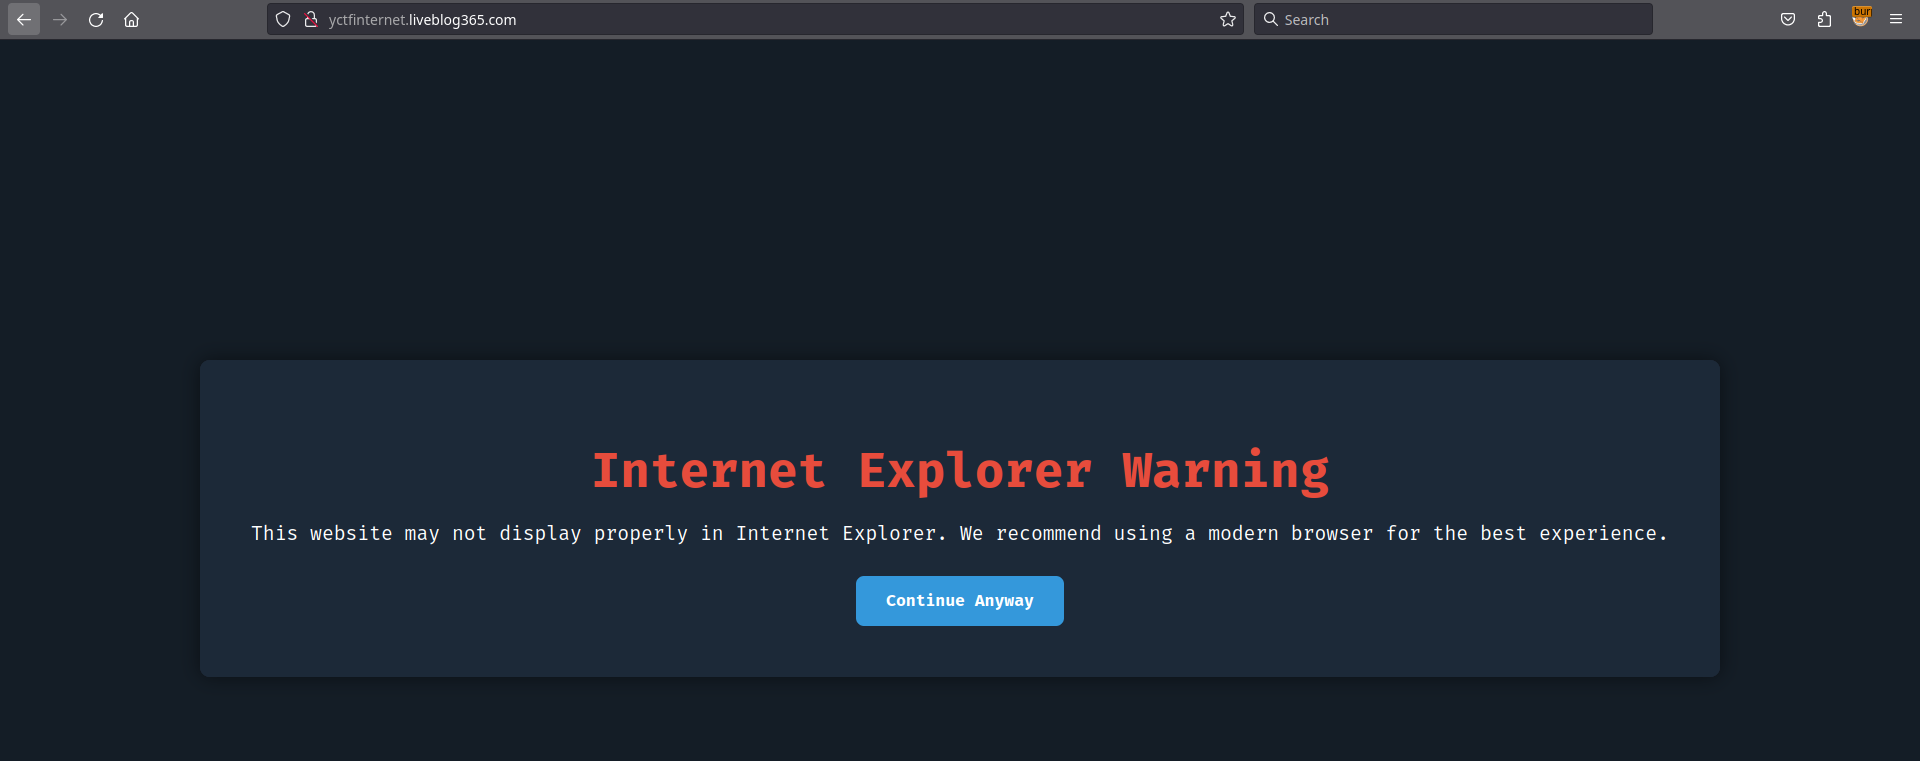 yctfinternet.liveblog365.com
Search
bur
Internet Explorer Warning
This website may not display properly in Internet Explorer. We recommend using a modern browser for the best experience.
Continue Anyway